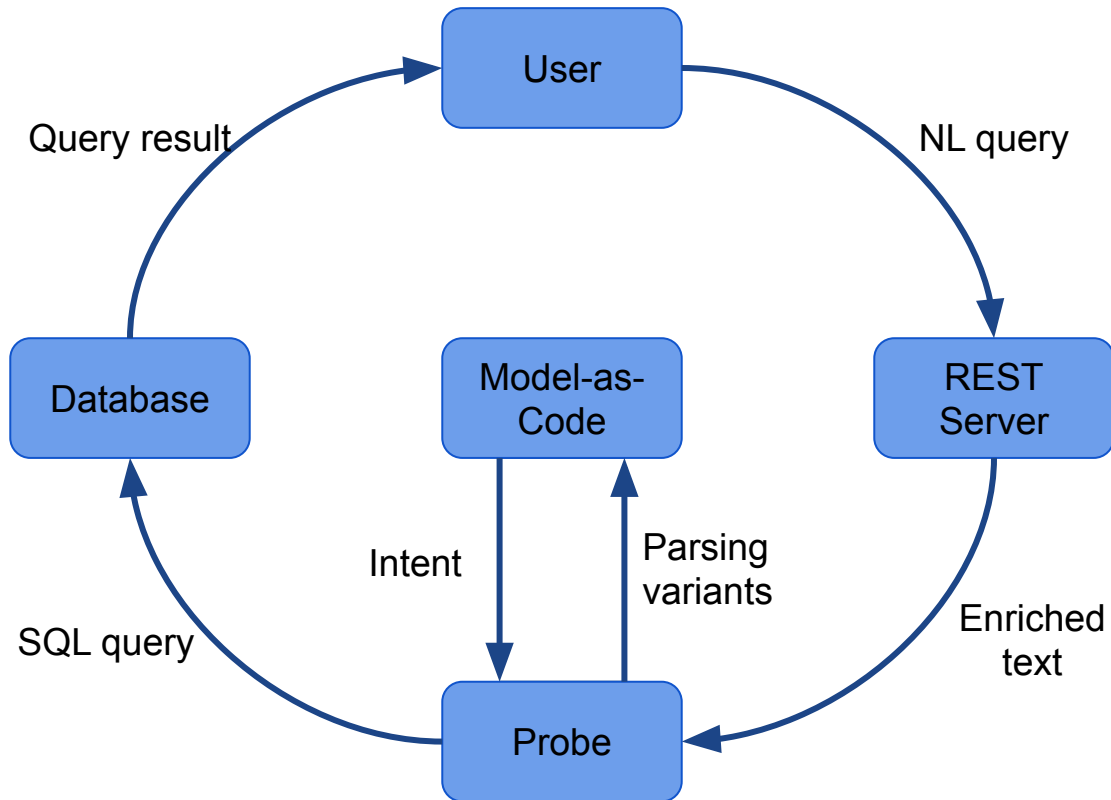 User
Query result
NL query
Database
Model-as-
Code
REST
Server
Intent
Parsing
variants
SQL query
Enriched
text
Probe